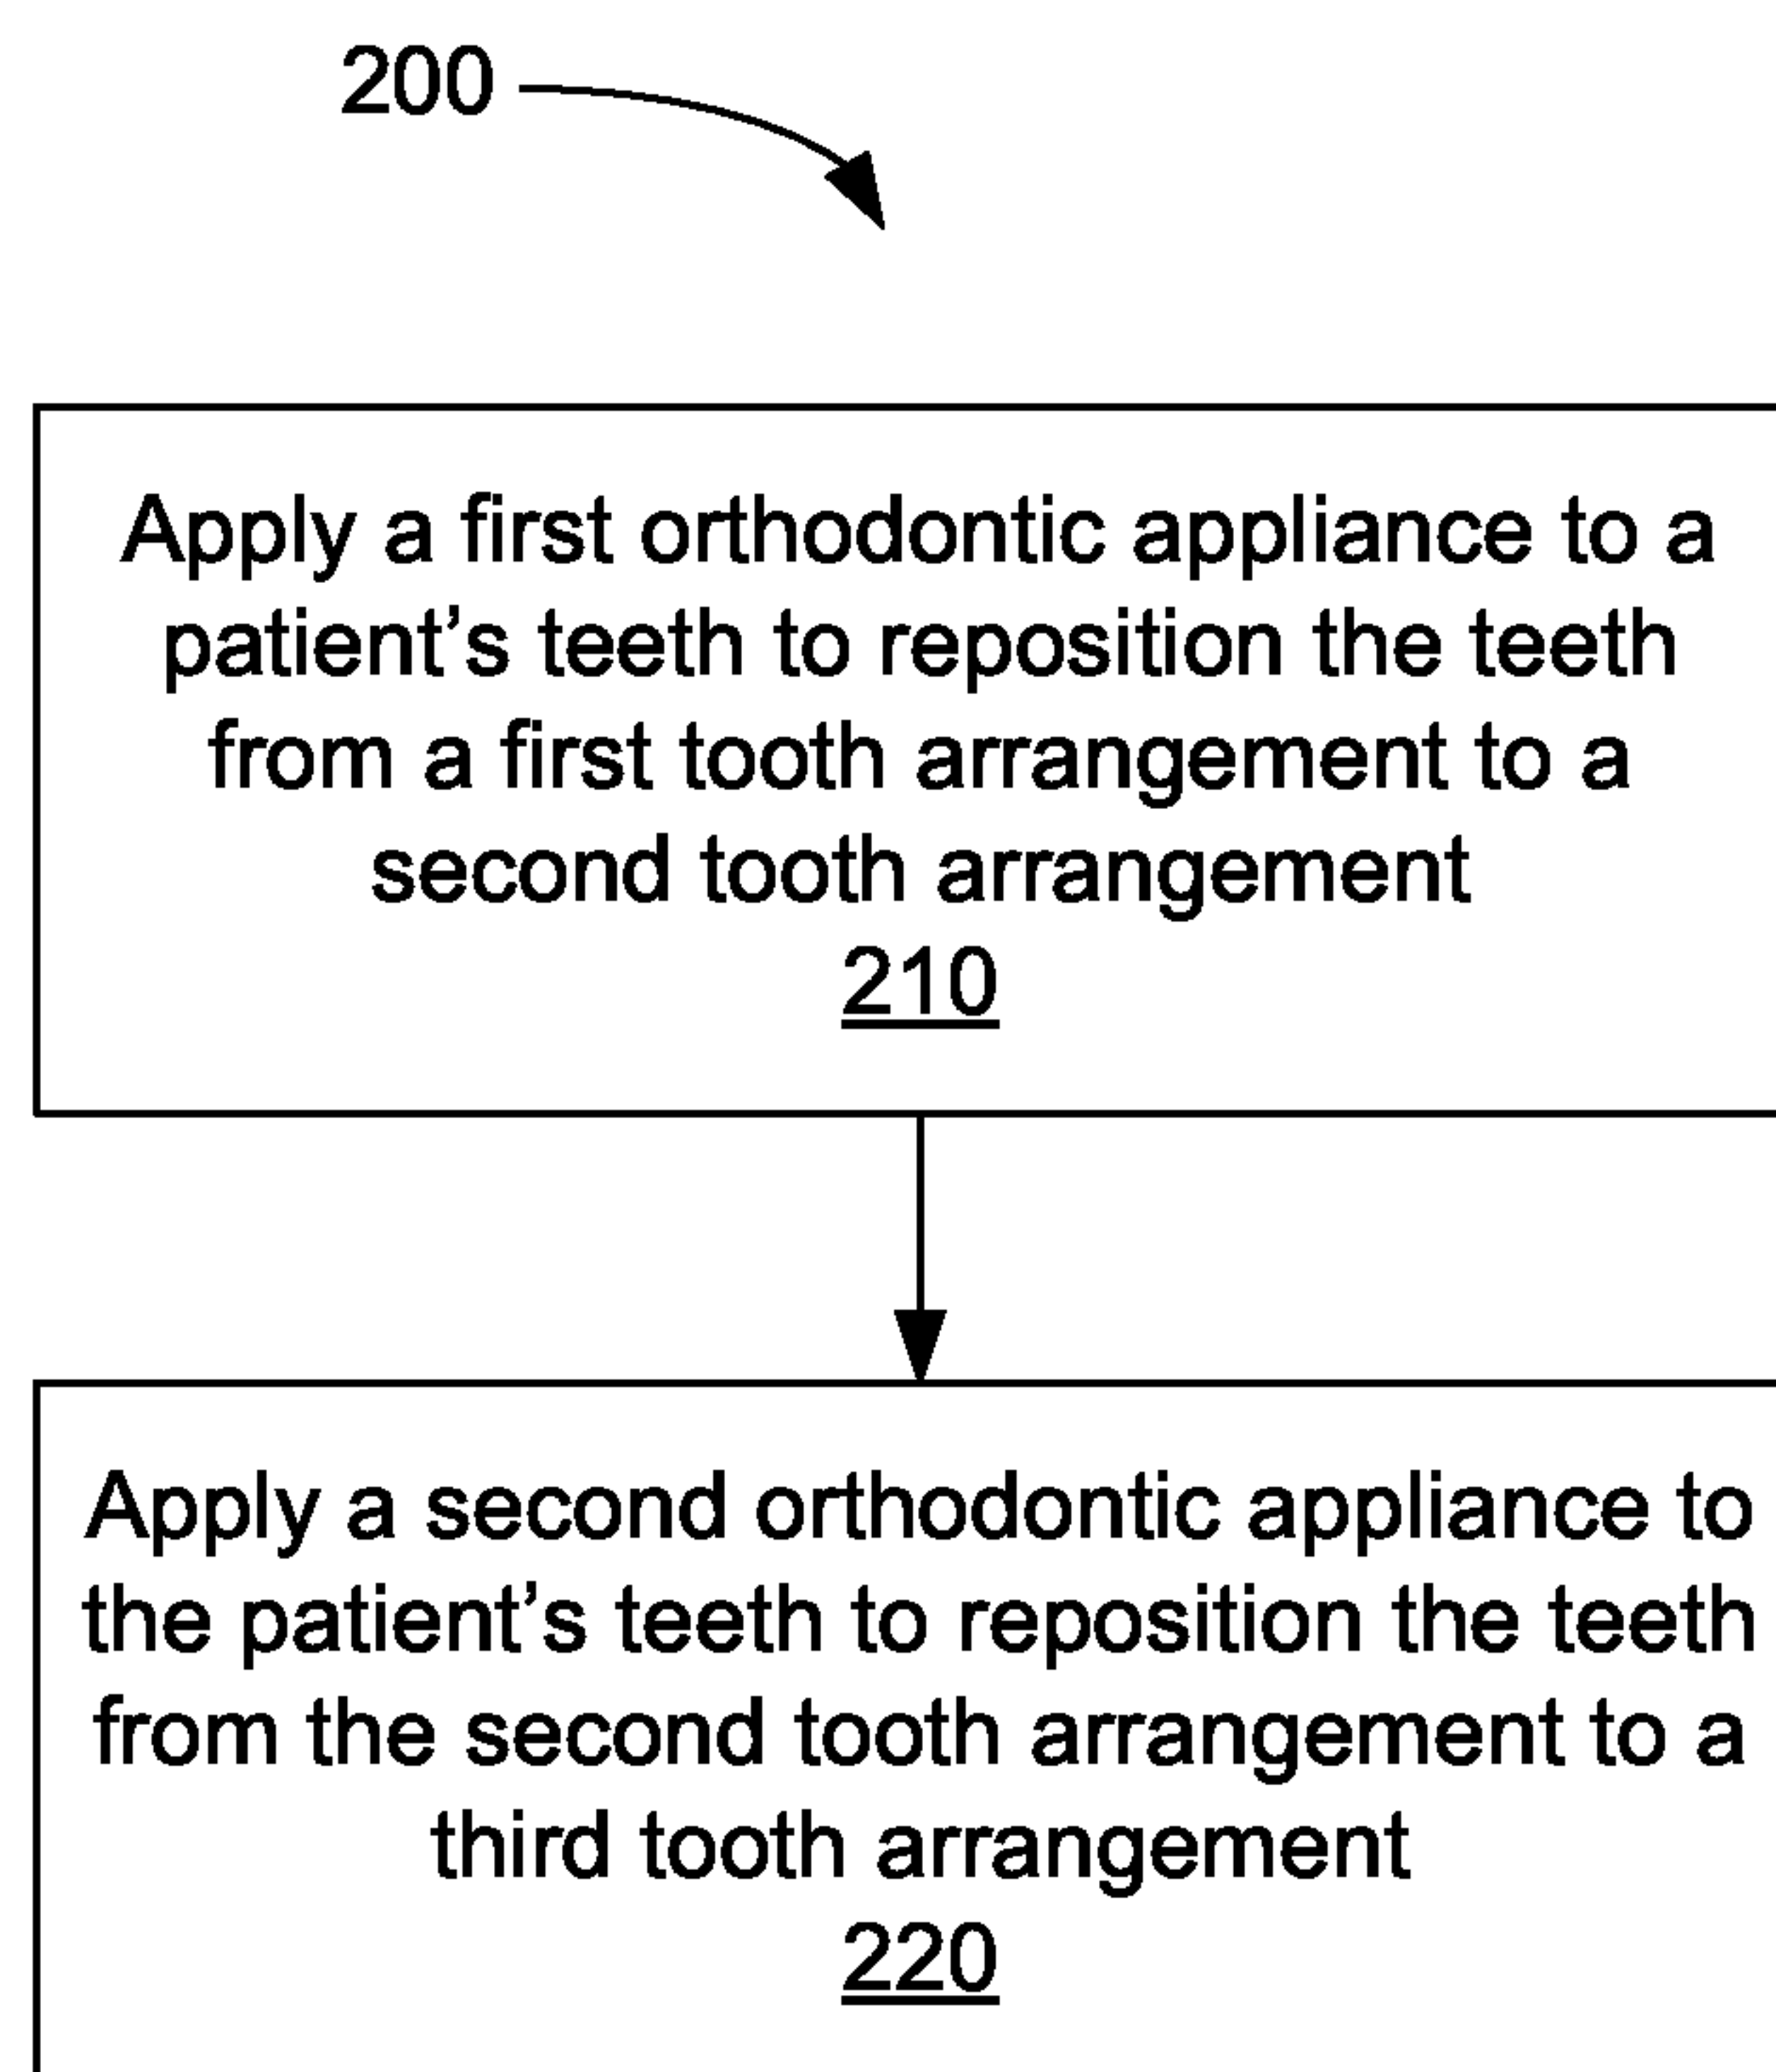 200
Apply a first orthodontic appliance to a
patient’s teeth to reposition the teeth
from a first tooth arrangement to a
second tooth arrangement
210
Apply a second orthodontic appliance to
the patient’s teeth to reposition the teeth
from the second tooth arrangement to a
third tooth arrangement
220